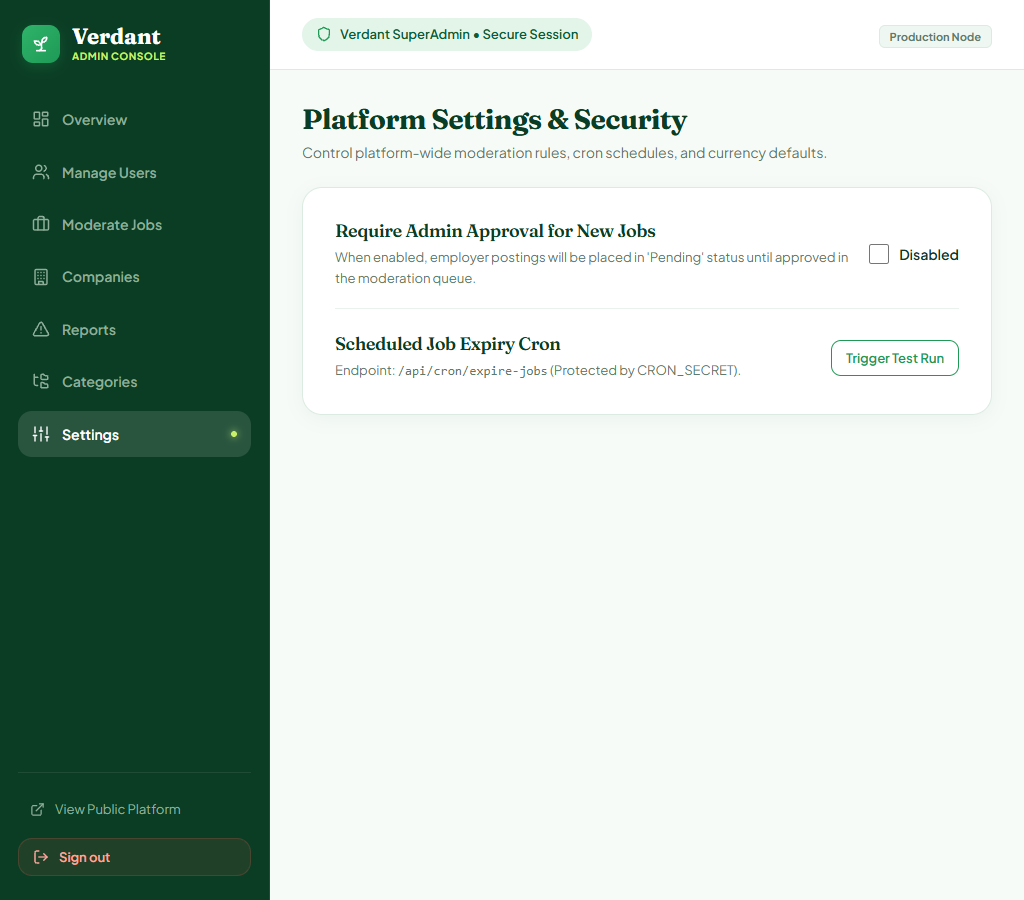 Verdant
ADMIN CONSOLE
Overview
Manage Users
Moderate Jobs
Companies
Reports
Categories
Settings
View Public Platform
Sign out
Verdant SuperAdmin • Secure Session
Production Node
Platform Settings & Security
Control platform-wide moderation rules, cron schedules, and currency defaults.
Require Admin Approval for New Jobs
When enabled, employer postings will be placed in 'Pending' status until approved in
the moderation queue.
Disabled
Scheduled Job Expiry Cron
Endpoint: /api/cron/expire-jobs (Protected by CRON_SECRET).
Trigger Test Run